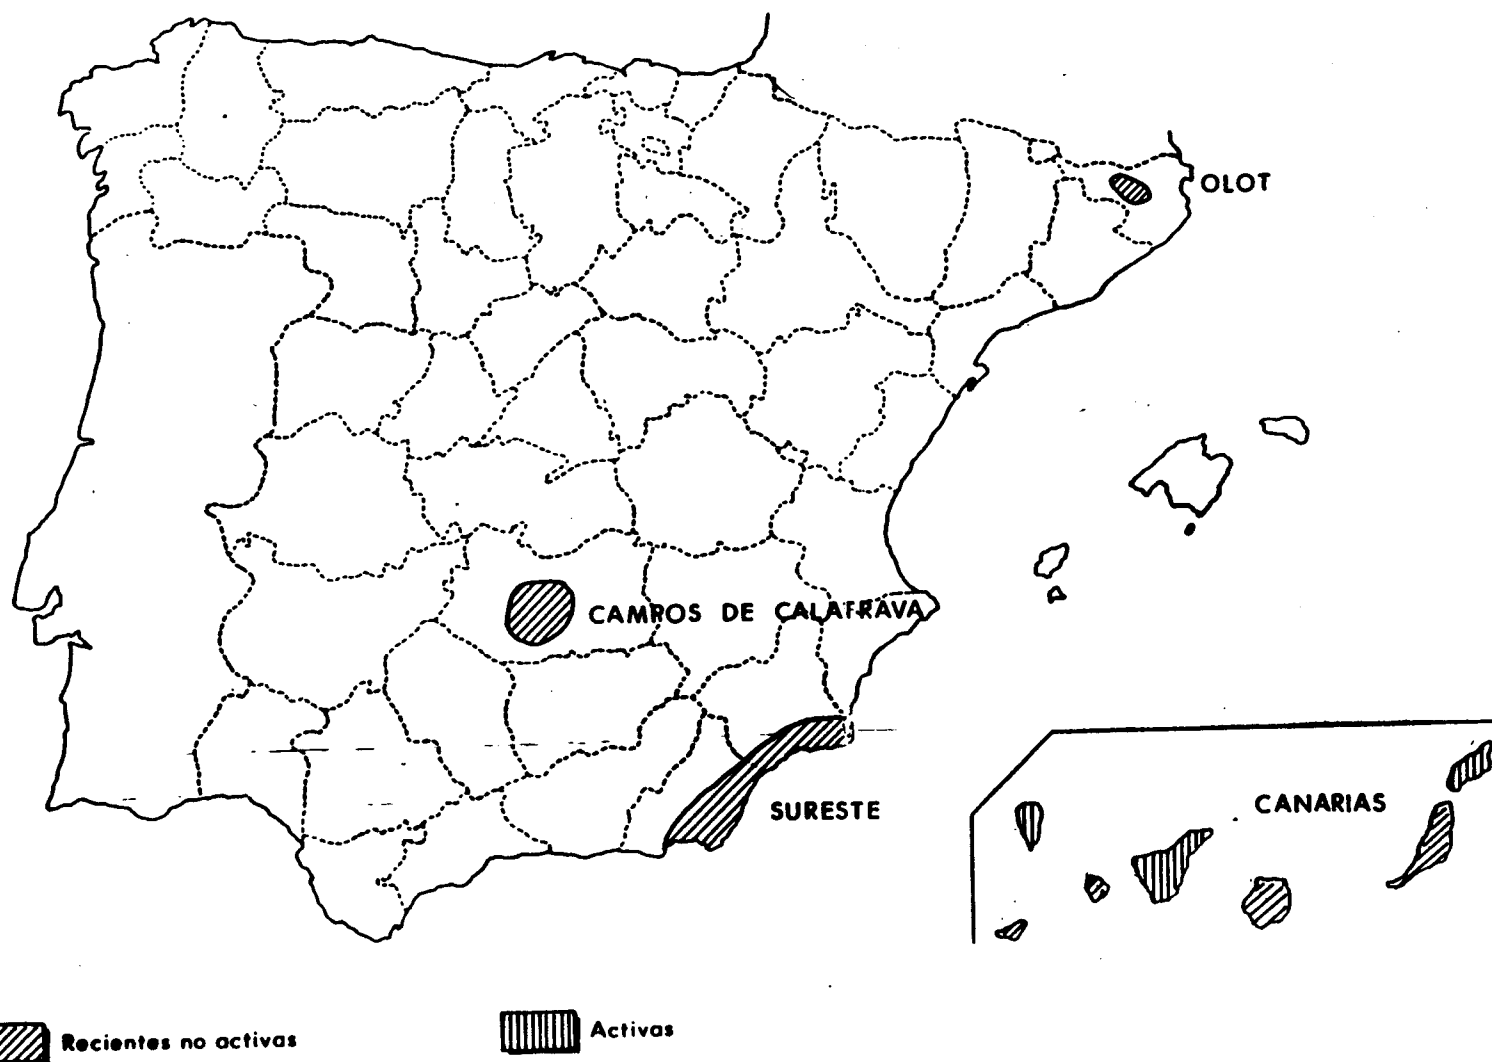 OLOT
CAMPOS DE CALATRAVA
SURESTE
CANARIAS
Recientes no activas
Activas